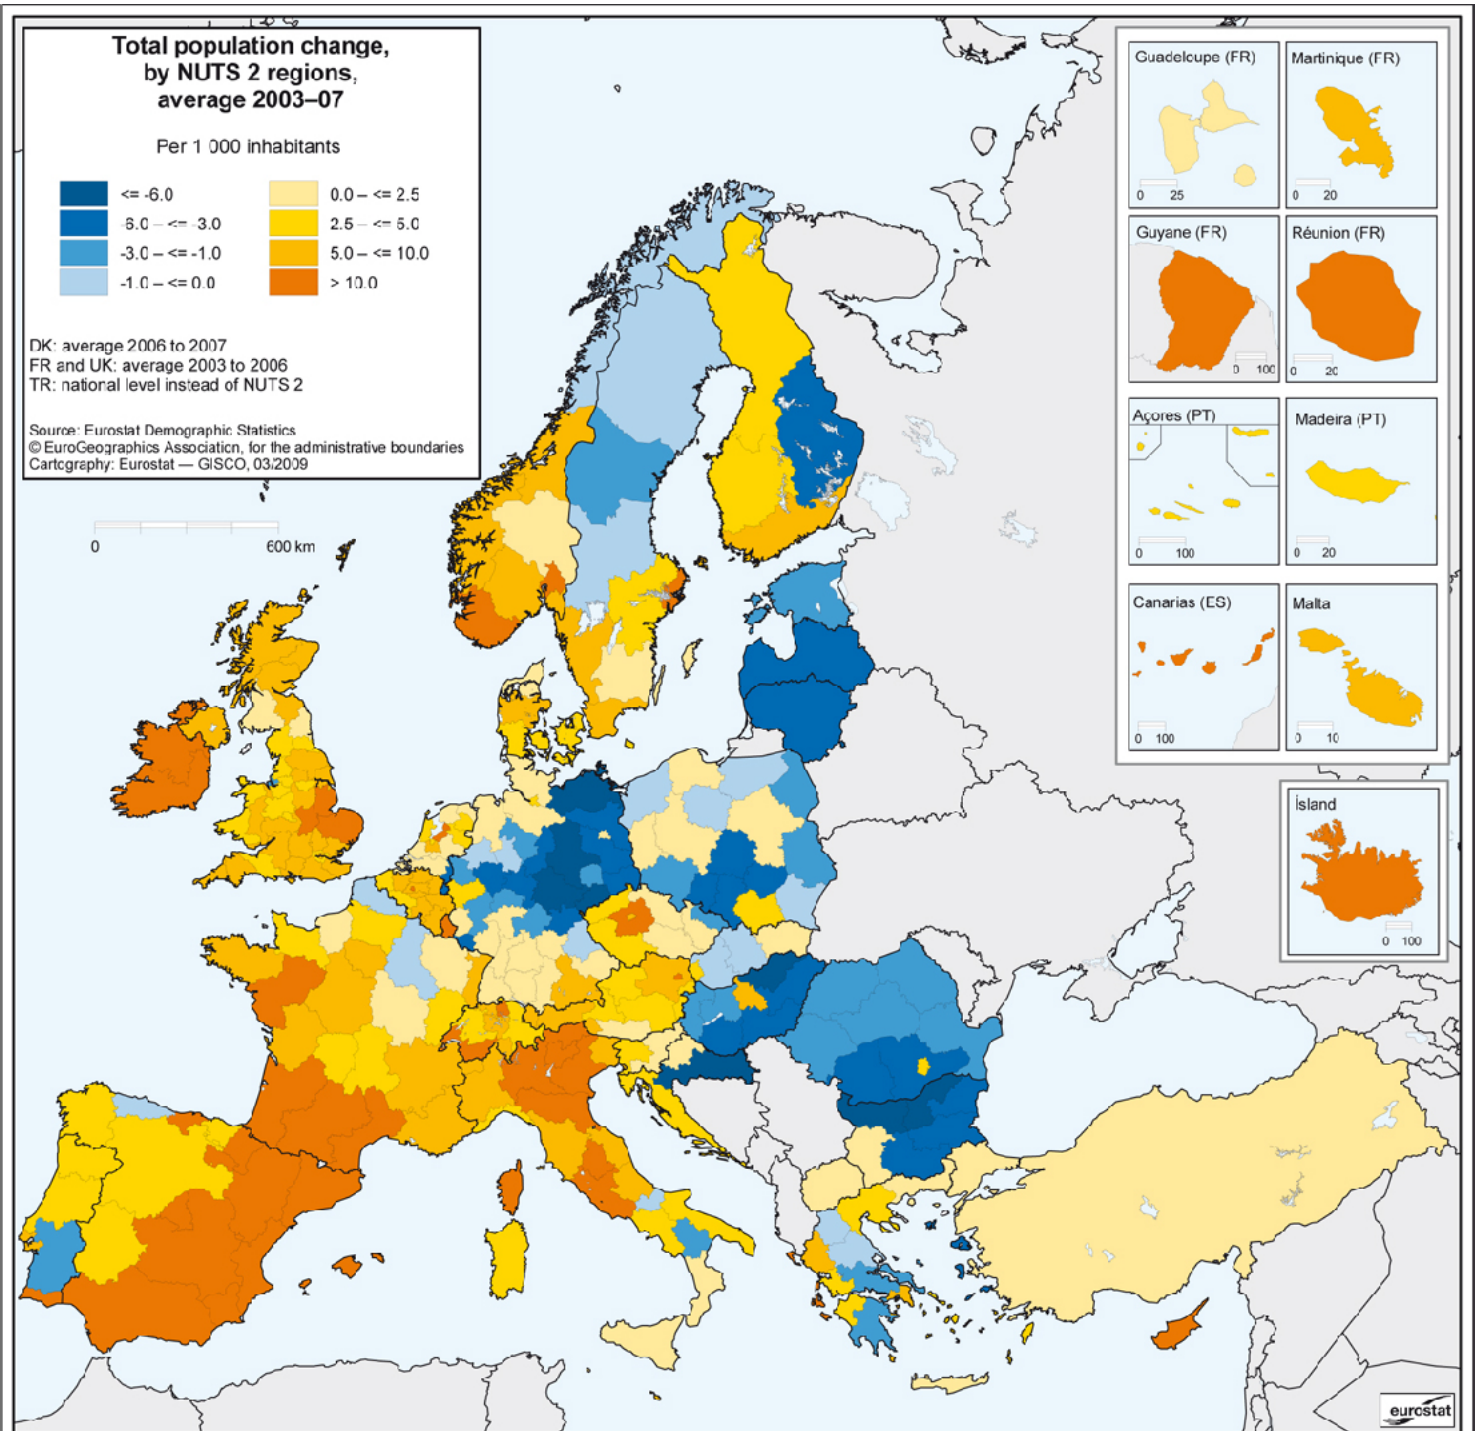 Total population change,
by NUTS 2 regions,
average 2003–07
Per 1 000 inhabitants
<= -6.0
-6.0 – <= -3.0
-3.0 – <= -1.0
-1.0 – <= 0.0
0.0 – <= 2.5
2.5 – <= 5.0
5.0 – <= 10.0
> 10.0
DK: average 2006 to 2007
FR and UK: average 2003 to 2006
TR: national level instead of NUTS 2
Source: Eurostat Demographic Statistics
© EuroGeographics Association, for the administrative boundaries
Cartography: Eurostat — GISCO, 03/2009
0 600 km
Guadeloupe (FR)
0 25
Martinique (FR)
0 20
Guyane (FR)
0 100
Réunion (FR)
0 20
Açores (PT)
0 100
Madeira (PT)
0 20
Canarias (ES)
0 100
Malta
0 10
Ísland
0 100
eurostat